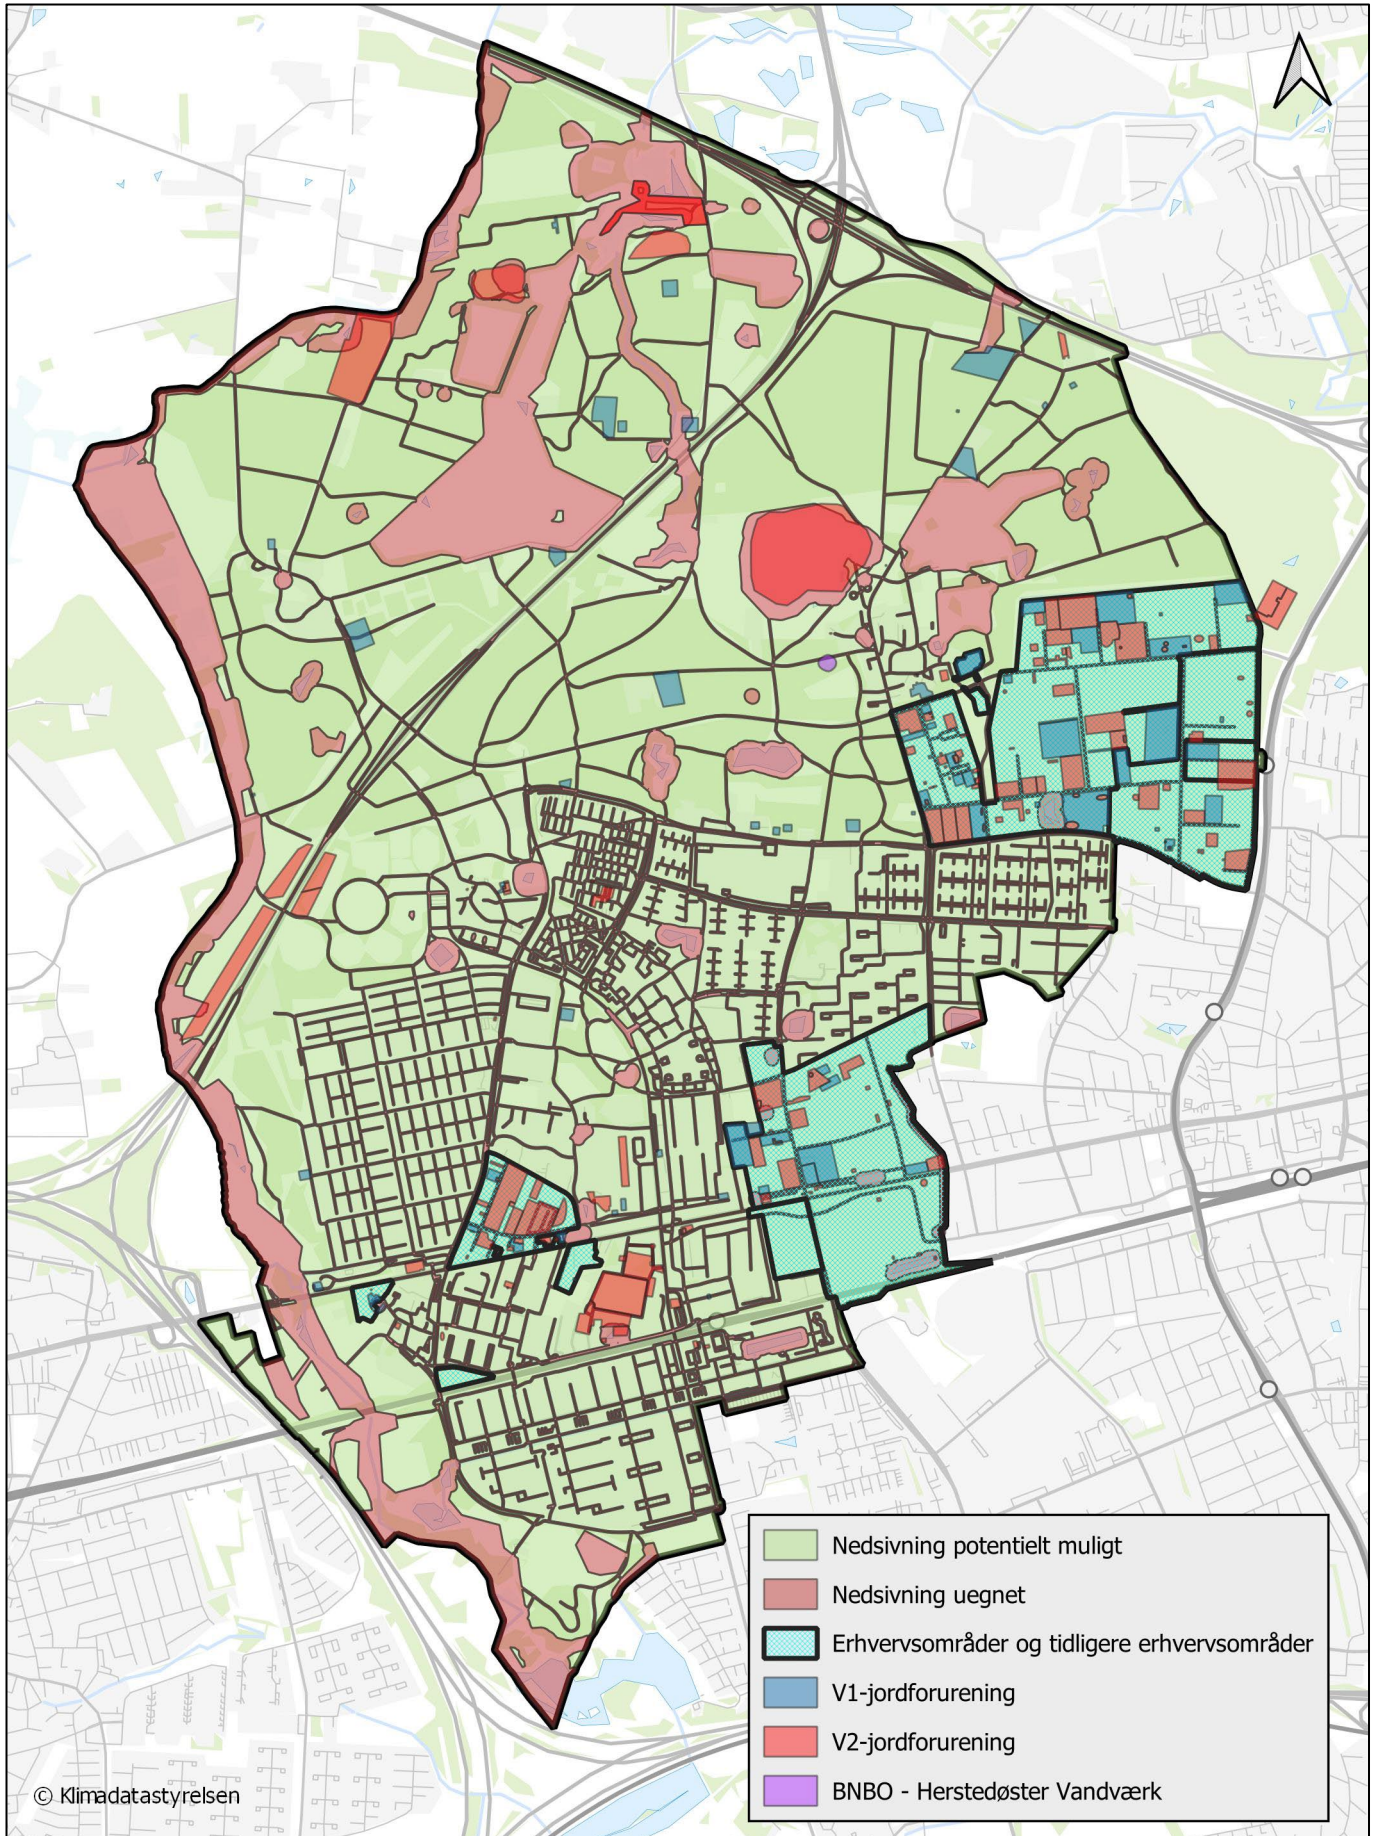 Nedsivning potentielt muligt
Nedsivning uegnet
Erhvervsområder og tidligere erhvervsområder
V1-jordforurening
V2-jordforurening
BNBO - Herstedøster Vandværk
© Klimadatastyrelsen